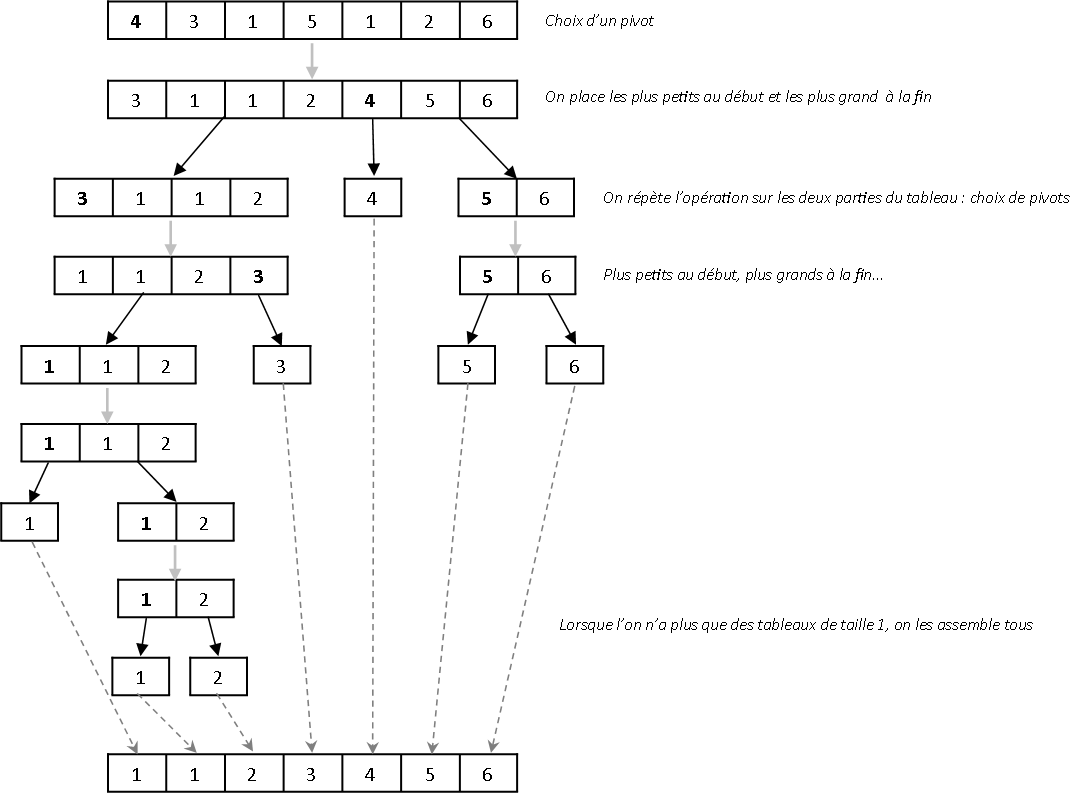 4 3 1 5 1 2 6 Choix d'un pivot
3 1 1 2 4 5 6 On place les plus petits au début et les plus grand à la fin
3 1 1 2 4 5 6 On répète l'opération sur les deux parties du tableau : choix de pivots
1 1 2 3 5 6 Plus petits au début, plus grands à la fin...
1 1 2 3 5 6
1 1 2
1 1 2
1 2
Lorsque l'on n'a plus que des tableaux de taille 1, on les assemble tous
1 2
1 1 2 3 4 5 6